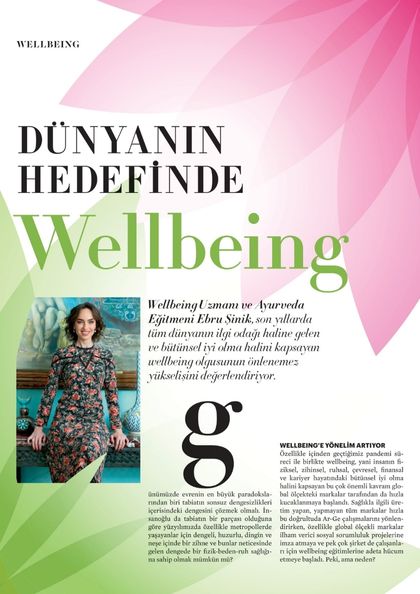 WELLBEING
DÜNYANIN
HEDEFİNDE
Wellbeing
Wellbeing Uzmanı ve Ayurveda
Eğitmeni Ebru Şinik, son yıllarda
tüm dünyanın ilgi odağı haline gelen
ve bütünsel iyi olma halini kapsayan
wellbeing olgusunun önlenemez
yükselişini değerlendiriyor.
g
ünümüzde evrenin en büyük paradoksla-
rından biri tabiatın sonsuz dengesizlikleri
içerisindeki dengesini çözmek olmalı. İn-
sanoğlu da tabiatın bir parçası olduğuna
göre yüzyılımızda özellikle metropollerde
yaşayanlar için dengeli, huzurlu, dingin ve
neşe içinde bir zihne ve bunlar neticesinde
gelen dengede bir fizik-beden-ruh sağlığı-
na sahip olmak mümkün mü?
WELLBEING'E YÖNELİM ARTIYOR
Özellikle içinden geçtiğimiz pandemi sü-
reci ile birlikte wellbeing, yani insanın fi-
ziksel, zihinsel, ruhsal, çevresel, finansal
ve kariyer hayatındaki bütünsel iyi olma
halini kapsayan bu çok önemli kavram glo-
bal ölçekteki markalar tarafından da hızla
kucaklanmaya başlandı. Sağlıkla ilgili üre-
tim yapan, yapmayan tüm markalar hızla
bu doğrultuda Ar-Ge çalışmalarını yönlen-
dirirken, özellikle global ölçekli markalar
ilham verici sosyal sorumluluk projelerine
imza atmaya ve pek çok şirket de çalışanla-
rı için wellbeing eğitimlerine adeta hücum
etmeye başladı. Peki, ama neden?